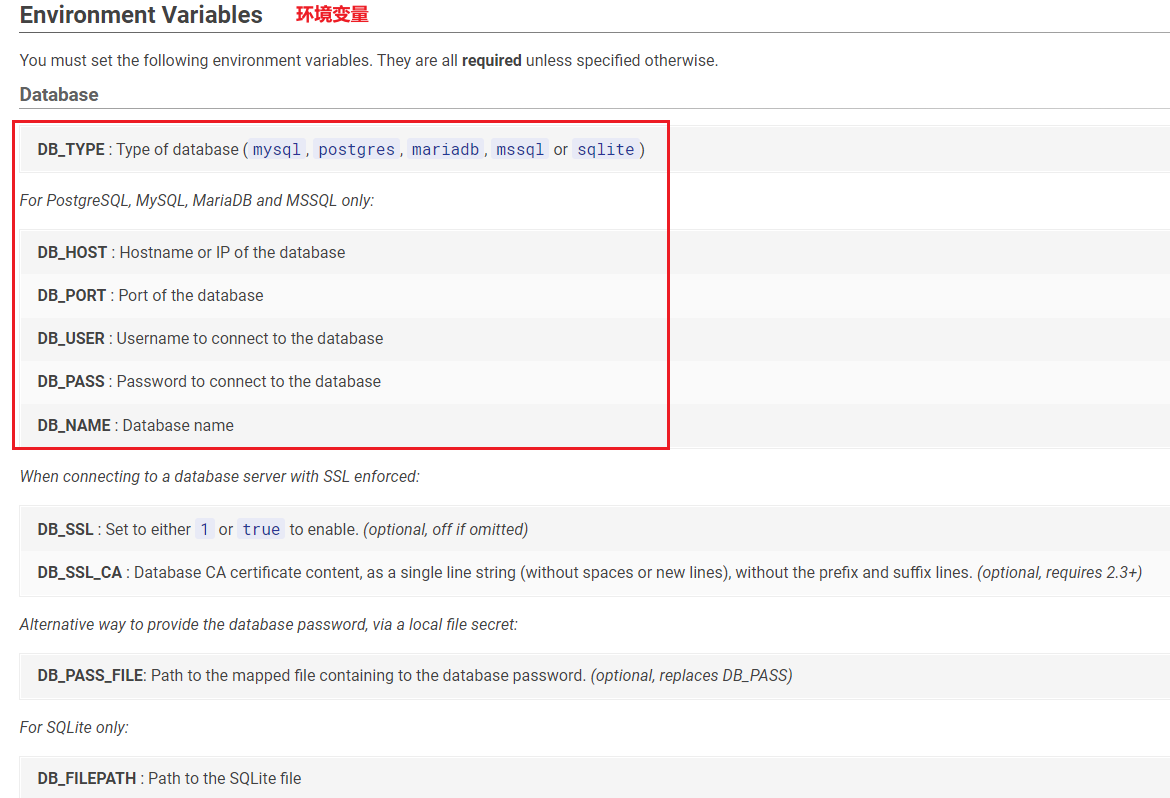 Environment Variables 环境变量
You must set the following environment variables. They are all required unless specified otherwise.
Database
DB_TYPE : Type of database ( mysql , postgres , mariadb , mssql or sqlite )
For PostgreSQL, MySQL, MariaDB and MSSQL only:
DB_HOST : Hostname or IP of the database
DB_PORT : Port of the database
DB_USER : Username to connect to the database
DB_PASS : Password to connect to the database
DB_NAME : Database name
When connecting to a database server with SSL enforced:
DB_SSL : Set to either 1 or true to enable. (optional, off if omitted)
DB_SSL_CA : Database CA certificate content, as a single line string (without spaces or new lines), without the prefix and suffix lines. (optional, requires 2.3+)
Alternative way to provide the database password, via a local file secret:
DB_PASS_FILE: Path to the mapped file containing to the database password. (optional, replaces DB_PASS)
For SQLite only:
DB_FILEPATH : Path to the SQLite file